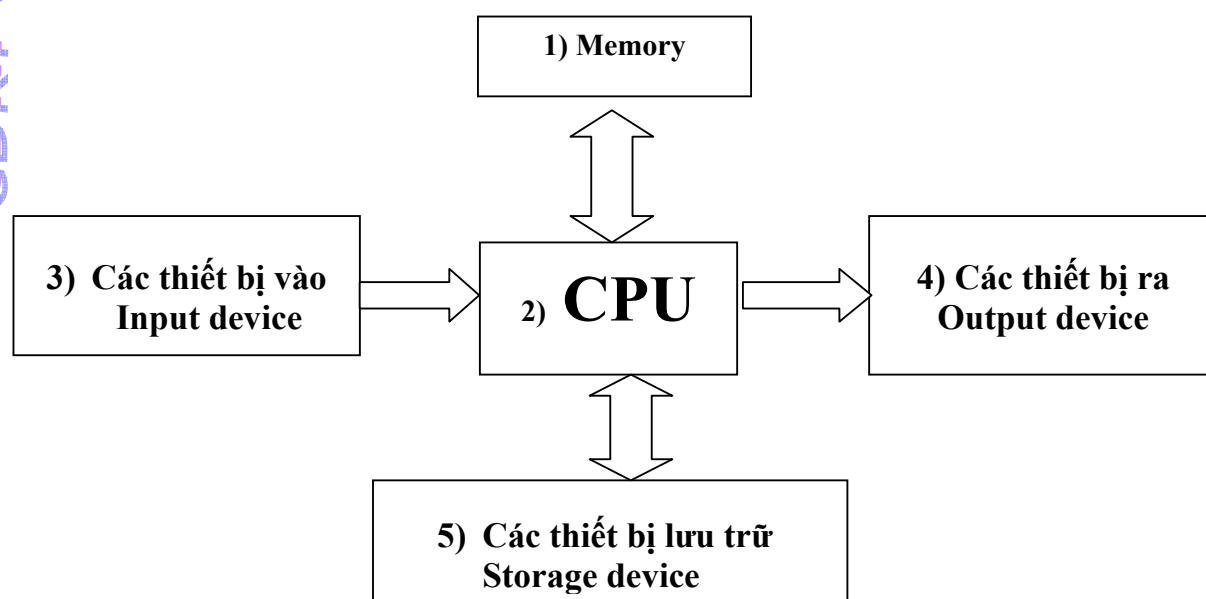 1) Memory
3) Các thiết bị vào
Input device
2) CPU
4) Các thiết bị ra
Output device
5) Các thiết bị lưu trữ
Storage device